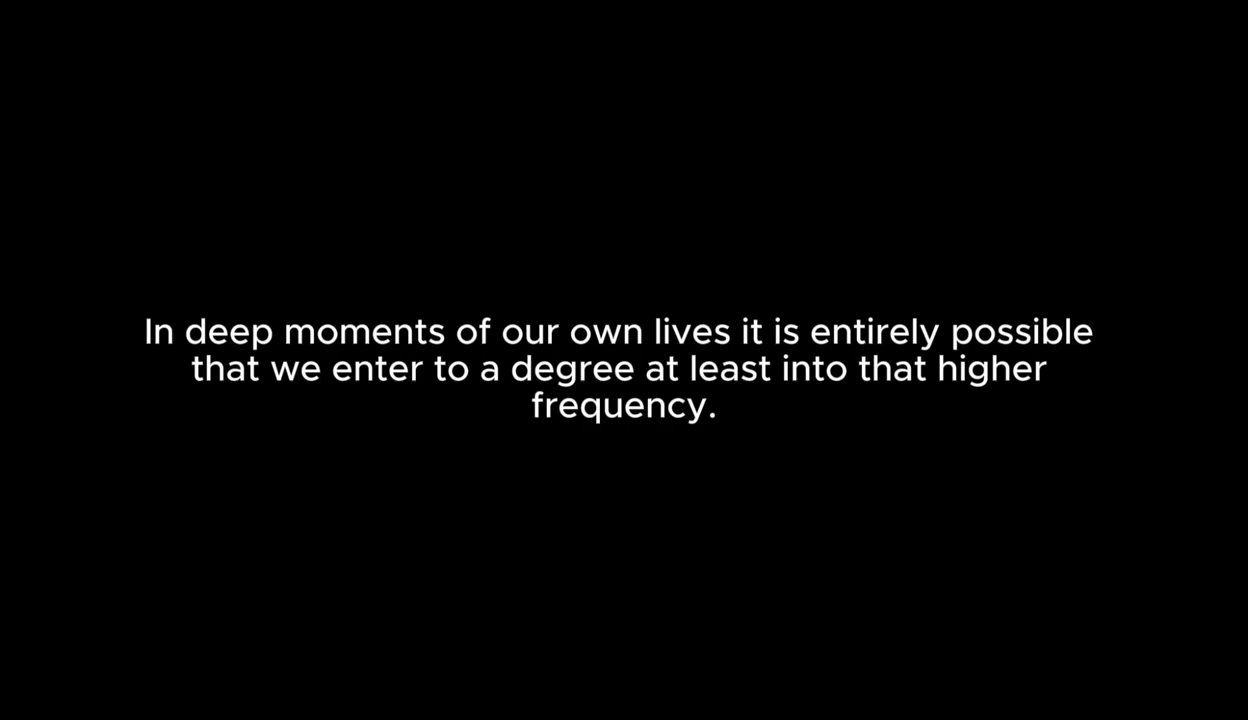 In deep moments of our own lives it is entirely possible
that we enter to a degree at least into that higher
frequency.